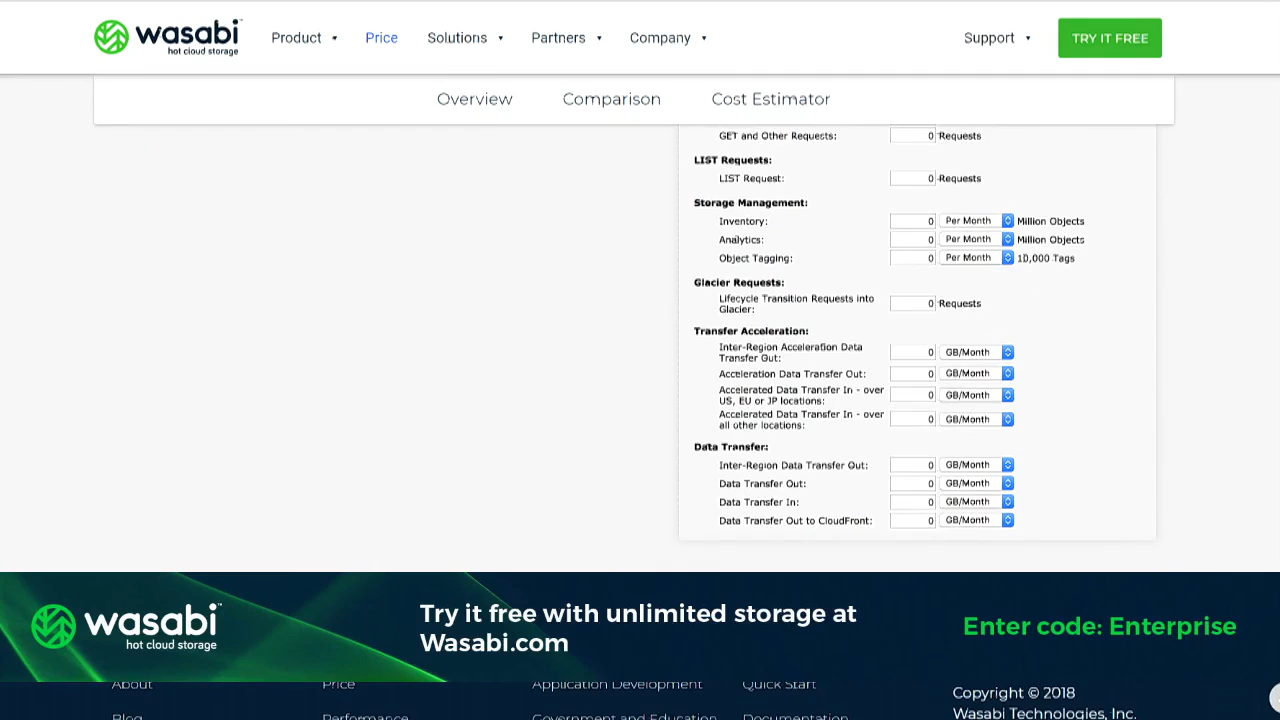 wasabi™
hot cloud storage
Product
Price
Solutions
Partners
Company
Support
TRY IT FREE
Overview
Comparison
Cost Estimator
GET and Other Requests: 0 Requests
LIST Requests:
LIST Request: 0 Requests
Storage Management:
Inventory: 0 Per Month Million Objects
Analytics: 0 Per Month Million Objects
Object Tagging: 0 Per Month 10,000 Tags
Glacier Requests:
Lifecycle Transition Requests into
Glacier: 0 Requests
Transfer Acceleration:
Inter-Region Acceleration Data
Transfer Out: 0 GB/Month
Acceleration Data Transfer Out: 0 GB/Month
Accelerated Data Transfer In - over
US, EU or JP locations: 0 GB/Month
Accelerated Data Transfer In - over
all other locations: 0 GB/Month
Data Transfer:
Inter-Region Data Transfer Out: 0 GB/Month
Data Transfer Out: 0 GB/Month
Data Transfer In: 0 GB/Month
Data Transfer Out to CloudFront: 0 GB/Month
wasabi™
hot cloud storage
Try it free with unlimited storage at
Wasabi.com
Enter code: Enterprise
About
Price
Application Development
Quick Start
Copyright © 2018
Blog
Performance
Government and Education
Documentation
Wasabi Technologies, Inc.